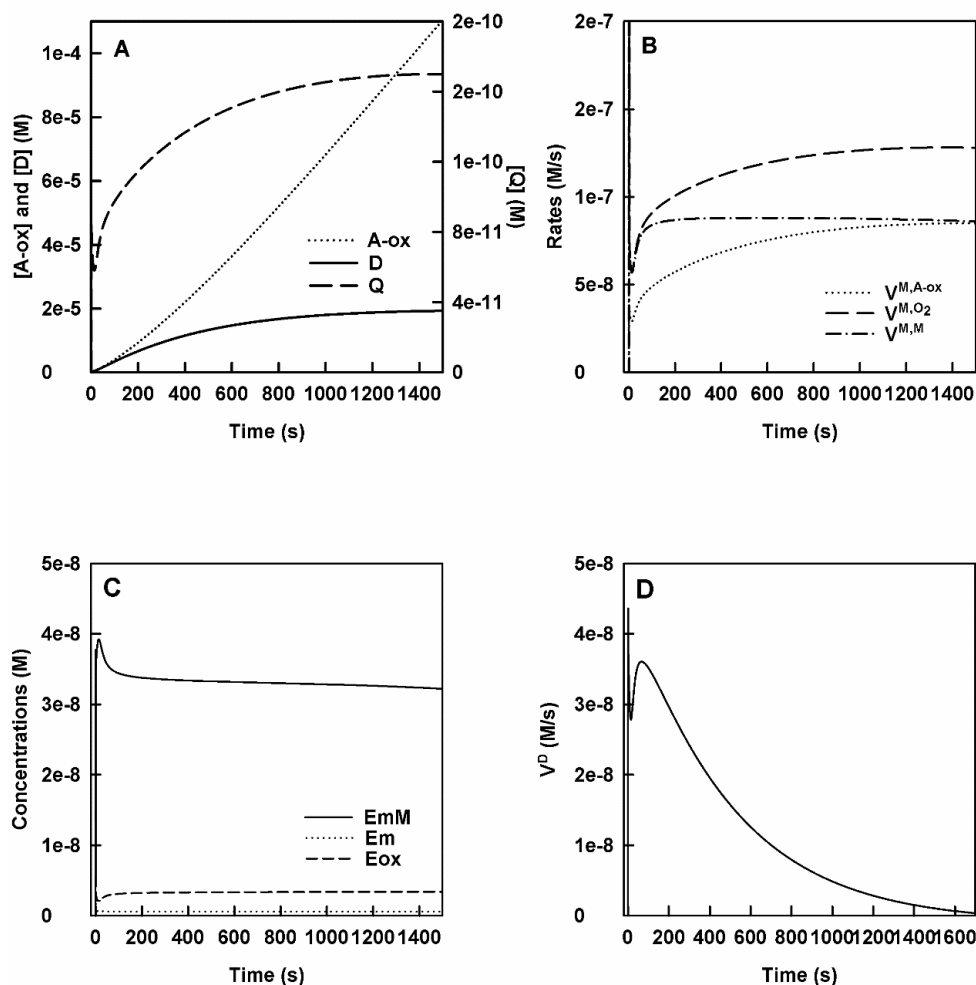 A
[A-ox] and [D] (M)
1e-4
8e-5
6e-5
4e-5
2e-5
0
2e-10
2e-10
1e-10
8e-11
4e-11
0
[Q] (M)
A-ox
D
Q
0 200 400 600 800 1000 1200 1400
Time (s)
B
Rates (M/s)
2e-7
2e-7
1e-7
5e-8
0
V^M,A-ox
V^M,O2
V^M,M
0 200 400 600 800 1000 1200 1400
Time (s)
C
Concentrations (M)
5e-8
4e-8
3e-8
2e-8
1e-8
0
EmM
Em
Eox
0 200 400 600 800 1000 1200 1400
Time (s)
D
V^D (M/s)
5e-8
4e-8
3e-8
2e-8
1e-8
0
0 200 400 600 800 1000 1200 1400 1600
Time (s)